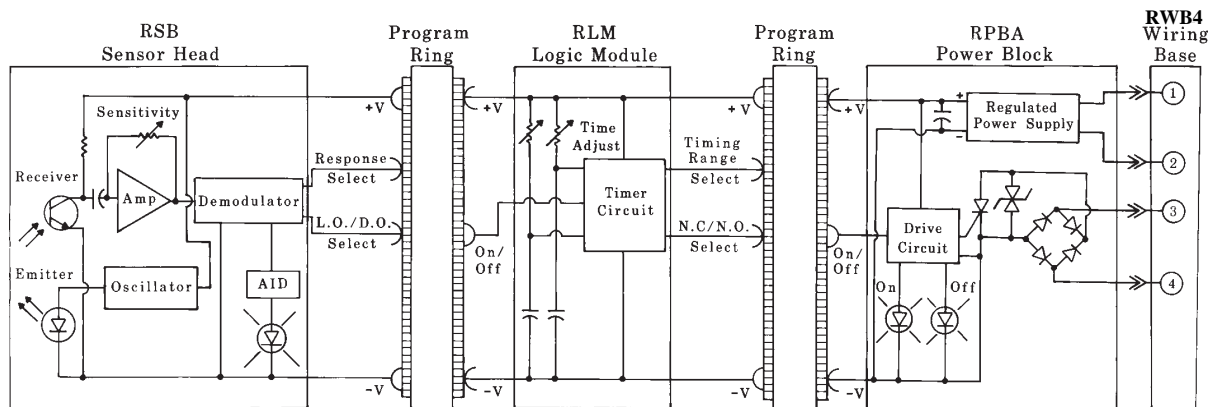 RSB
Sensor Head
Program
Ring
RLM
Logic Module
Program
Ring
RPBA
Power Block
RWB4
Wiring
Base
+V
+V
+V
+V
Sensitivity
Receiver
Amp
Demodulator
Response
Select
L.O./D.O.
Select
Emitter
Oscillator
AID
-V
-V
On/
Off
Time
Adjust
Timer
Circuit
Timing
Range
Select
N.C/N.O.
Select
-V
-V
On/
Off
+
-
Regulated
Power Supply
Drive
Circuit
On
Off
1
2
3
4